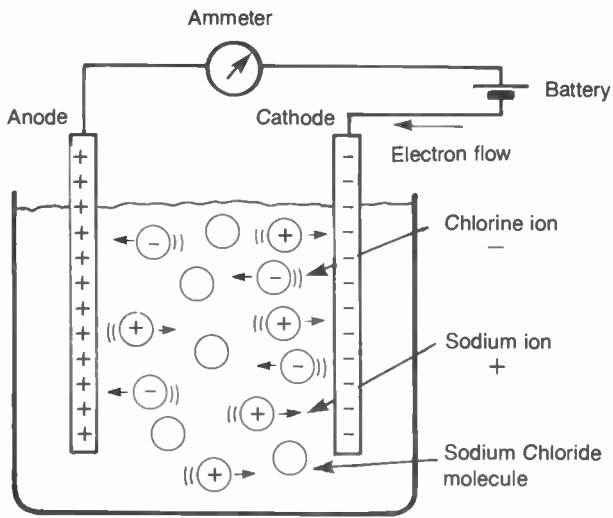 Ammeter
Battery
Anode
Cathode
Electron flow
Chlorine ion
−
Sodium ion
+
Sodium Chloride
molecule